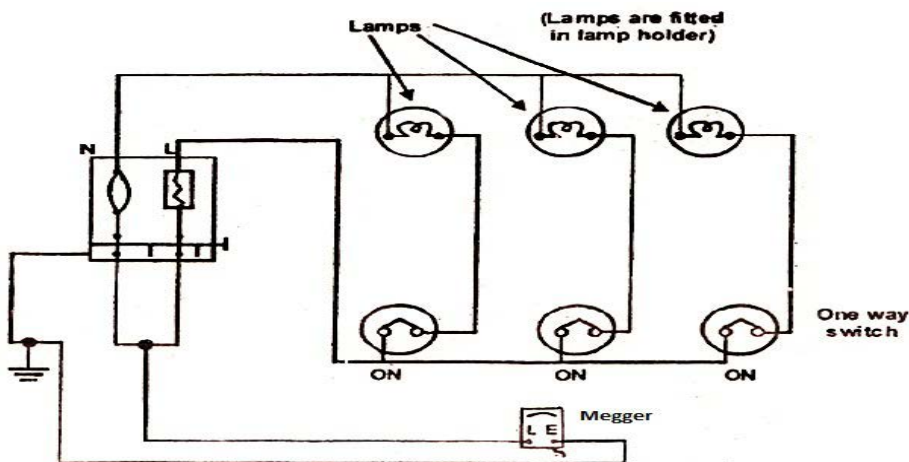 (Lamps are fitted
in lamp holder)
Lamps
N
L
One way
switch
ON
ON
ON
Megger
L E